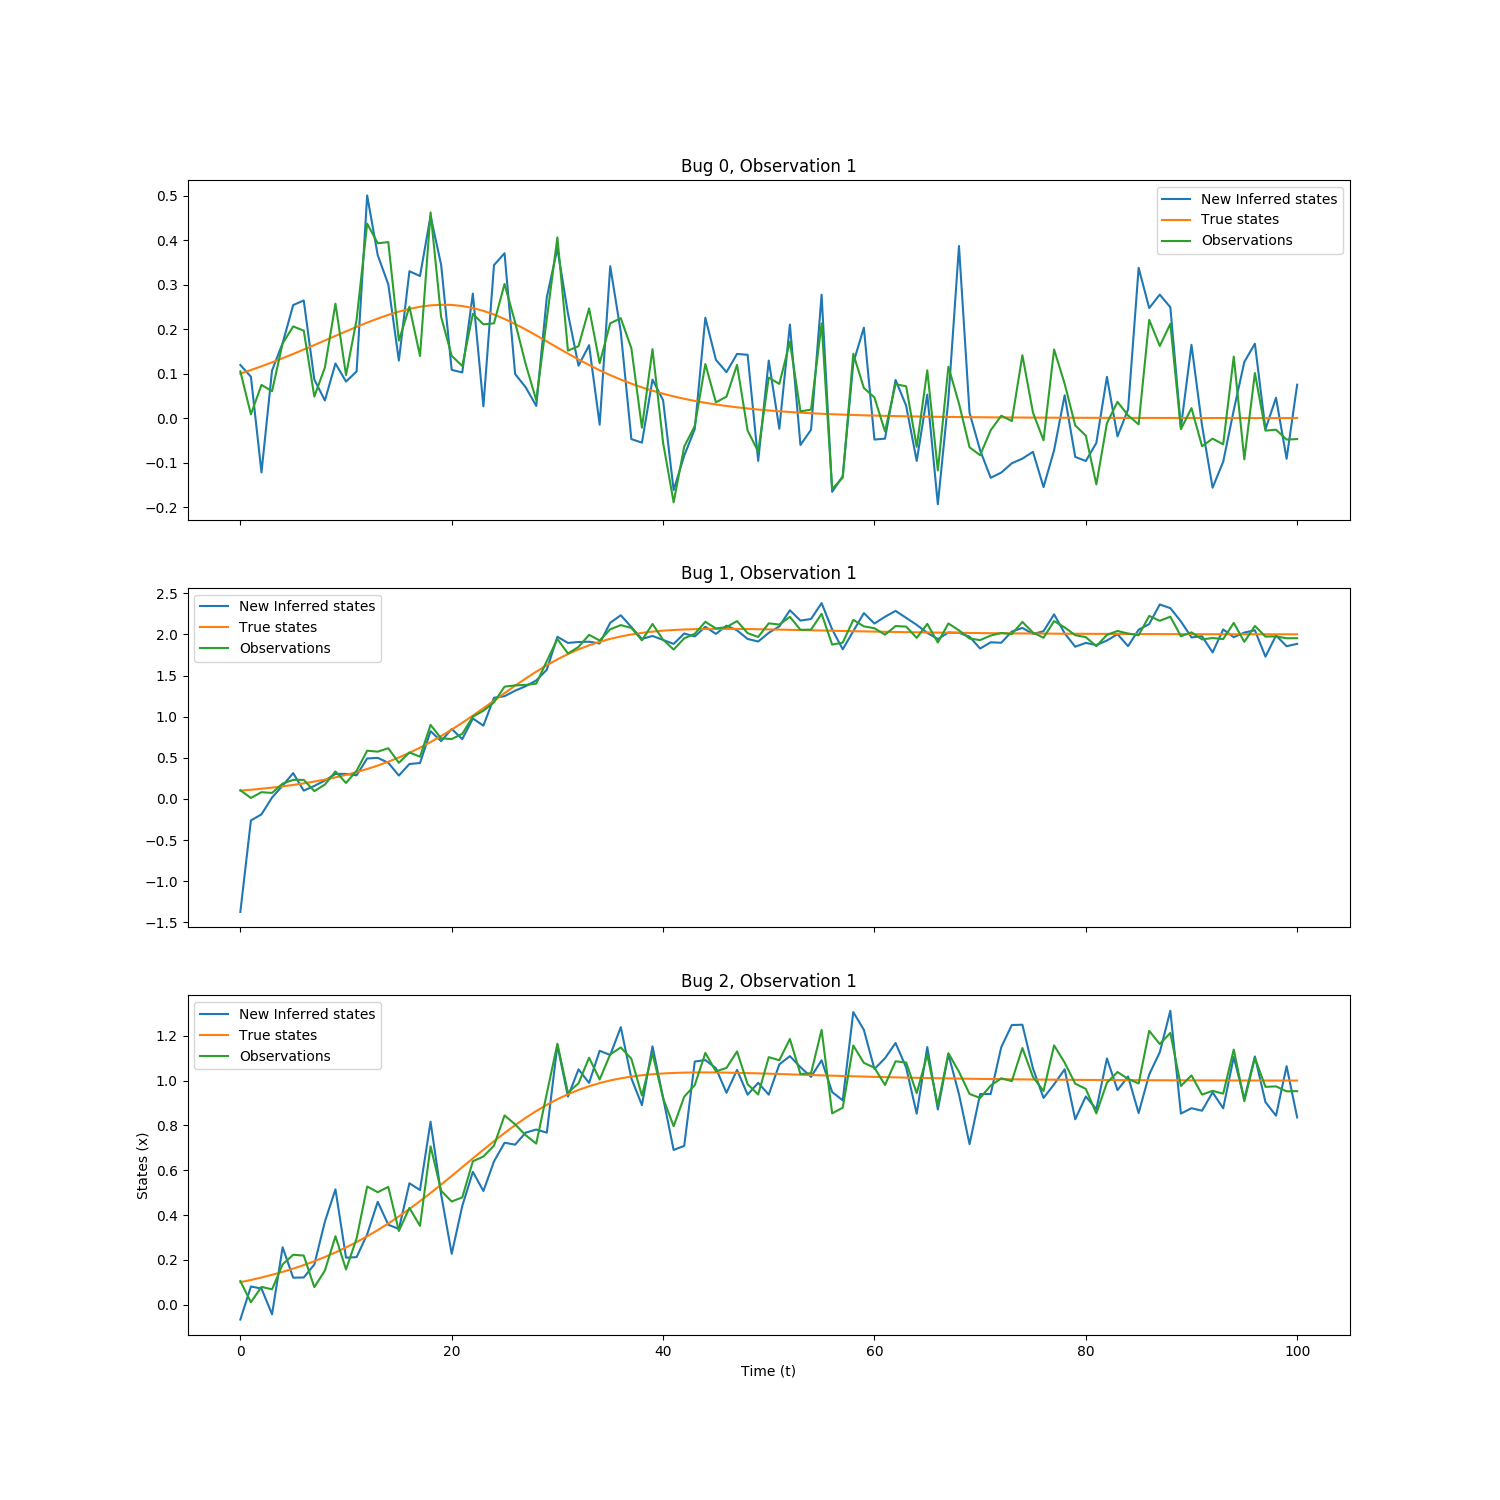 Bug 0, Observation 1
0.5
0.4
0.3
0.2
0.1
0.0
−0.1
−0.2
New Inferred states
True states
Observations
Bug 1, Observation 1
2.5
2.0
1.5
1.0
0.5
0.0
−0.5
−1.0
−1.5
New Inferred states
True states
Observations
Bug 2, Observation 1
States (x)
1.2
1.0
0.8
0.6
0.4
0.2
0.0
New Inferred states
True states
Observations
0 20 40 60 80 100
Time (t)